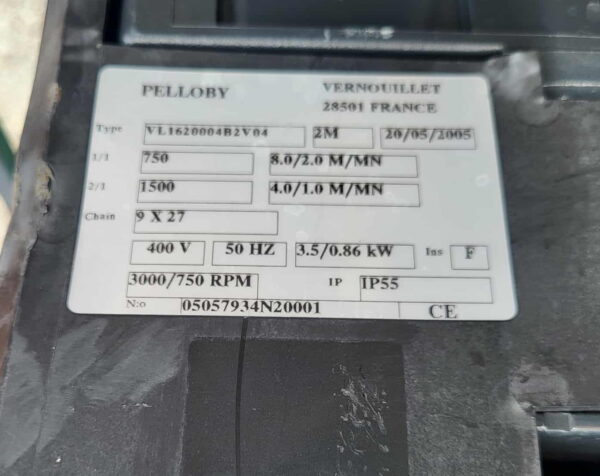 PELLOBY VERNOUILLET
28501 FRANCE
Type VL1620004B2V04 2M 20/05/2005
1/1 750 8.0/2.0 M/MN
2/1 1500 4.0/1.0 M/MN
Chain 9 X 27
400 V 50 HZ 3.5/0.86 kW Ins F
3000/750 RPM IP IP55
N:o 05057934N20001 CE